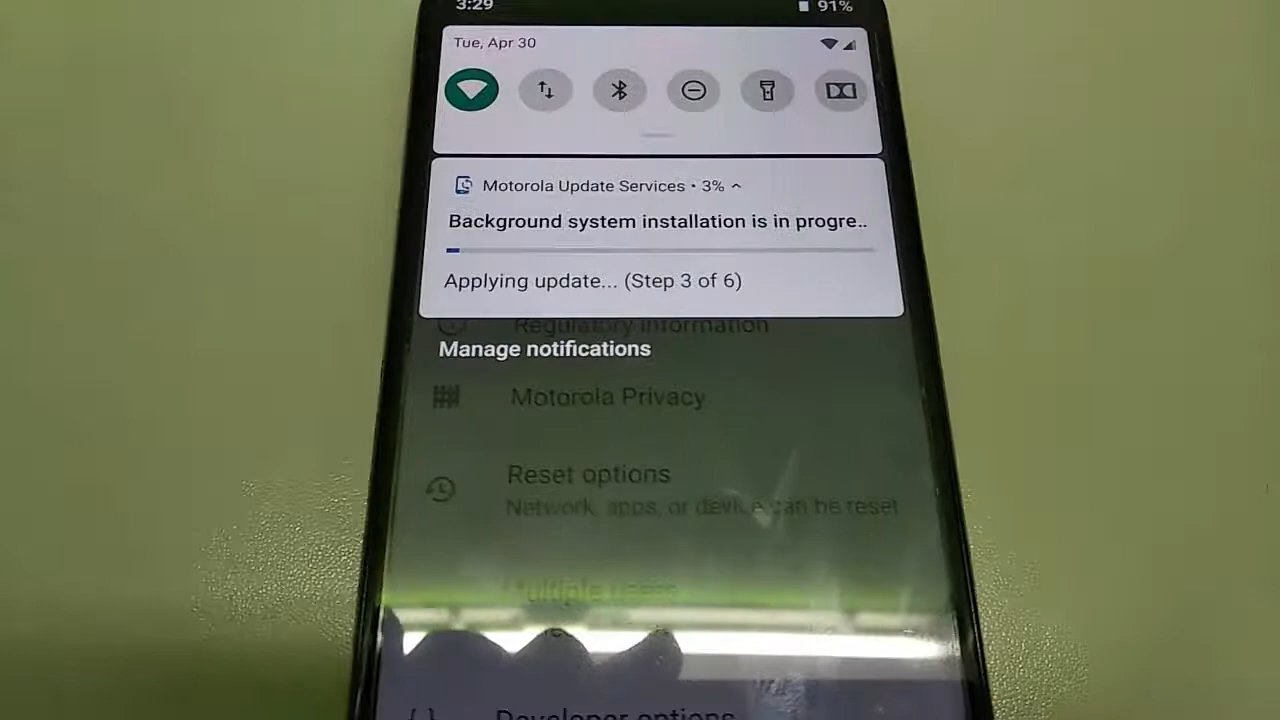 3:29 91%
Tue, Apr 30
Motorola Update Services • 3%
Background system installation is in progre..
Applying update... (Step 3 of 6)
Regulatory information
Manage notifications
Motorola Privacy
Reset options
Network, apps, or device can be reset
Multiple users
Developer options